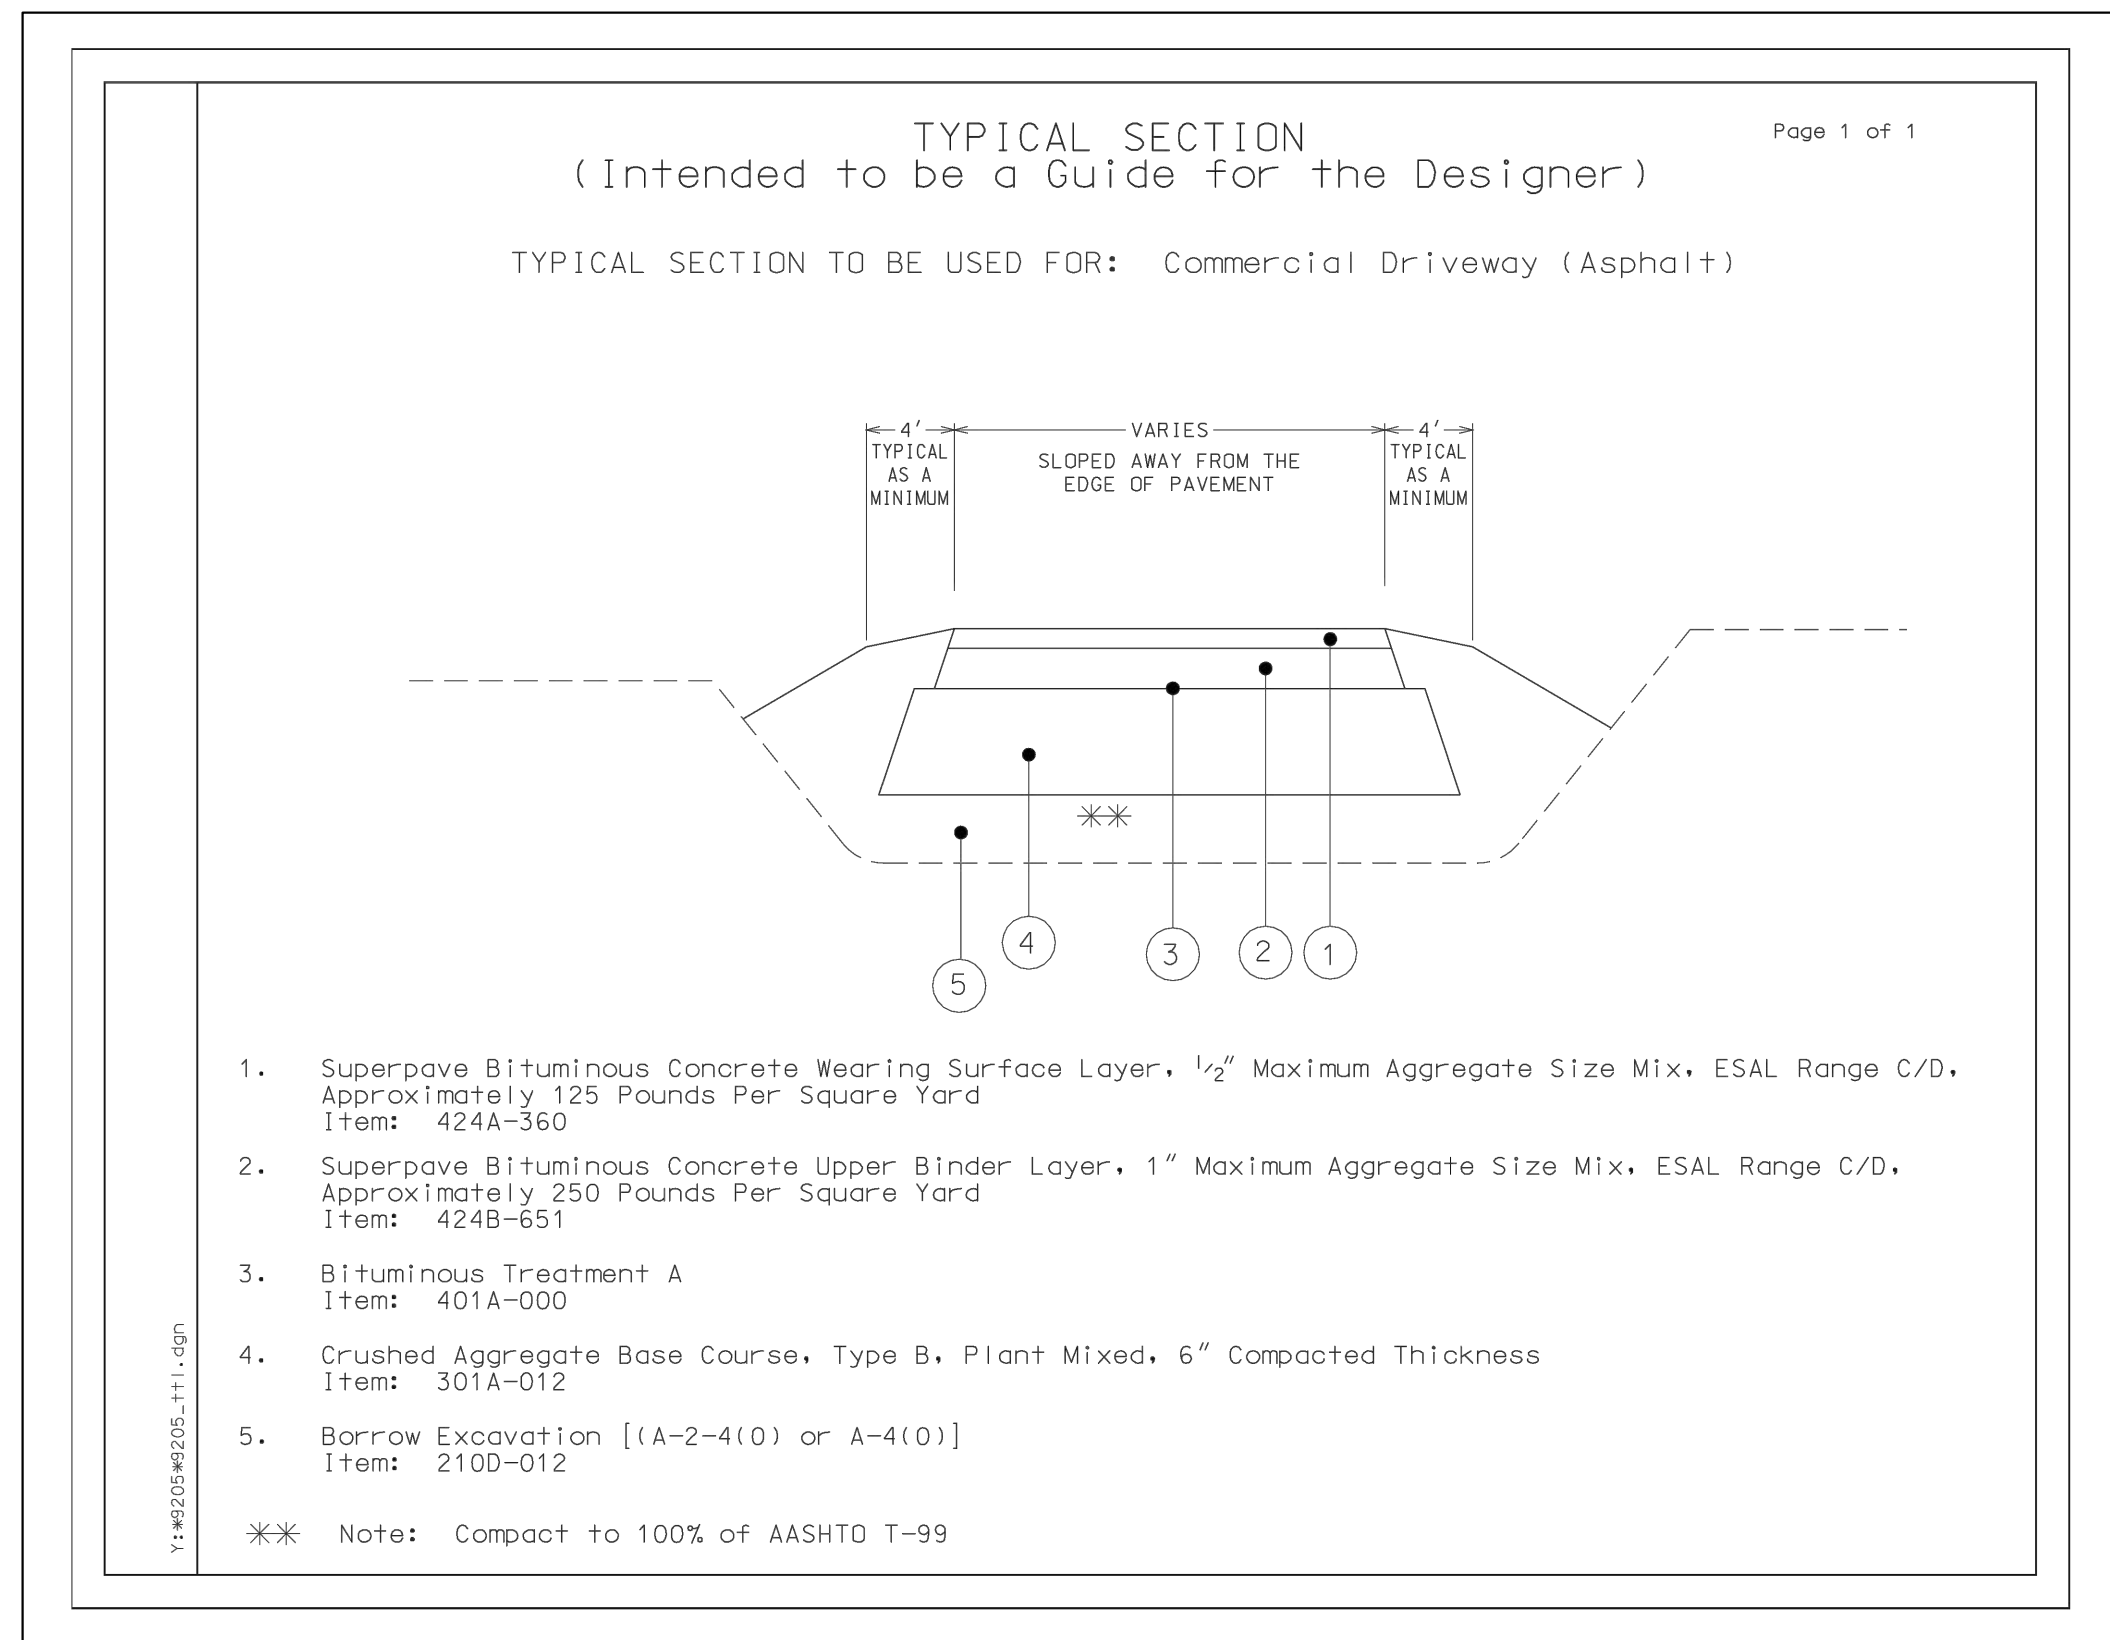 TYPICAL SECTION
Page 1 of 1
(Intended to be a Guide for the Designer)
TYPICAL SECTION TO BE USED FOR: Commercial Driveway (Asphalt)
4'
TYPICAL
AS A
MINIMUM
VARIES
SLOPED AWAY FROM THE
EDGE OF PAVEMENT
4'
TYPICAL
AS A
MINIMUM
**
5
4
3
2
1
1. Superpave Bituminous Concrete Wearing Surface Layer, 1/2" Maximum Aggregate Size Mix, ESAL Range C/D,
Approximately 125 Pounds Per Square Yard
Item: 424A-360
2. Superpave Bituminous Concrete Upper Binder Layer, 1" Maximum Aggregate Size Mix, ESAL Range C/D,
Approximately 250 Pounds Per Square Yard
Item: 424B-651
3. Bituminous Treatment A
Item: 401A-000
4. Crushed Aggregate Base Course, Type B, Plant Mixed, 6" Compacted Thickness
Item: 301A-012
5. Borrow Excavation [(A-2-4(0) or A-4(0)]
Item: 210D-012
** Note: Compact to 100% of AASHTO T-99
Y:*9205*9205_ttl.dgn